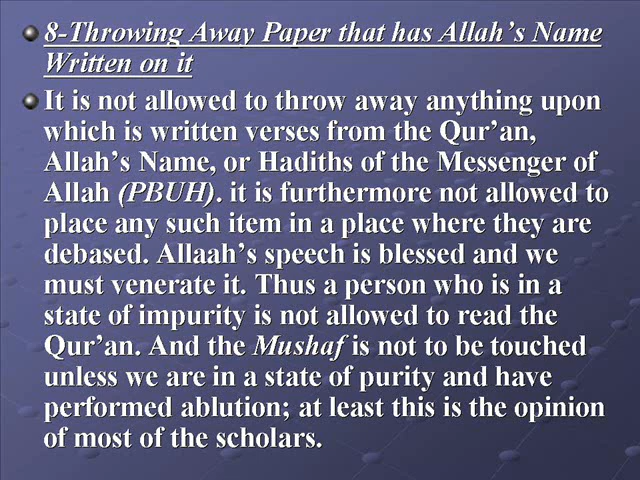 8-Throwing Away Paper that has Allah's Name
Written on it
It is not allowed to throw away anything upon
which is written verses from the Qur'an,
Allah's Name, or Hadiths of the Messenger of
Allah (PBUH). it is furthermore not allowed to
place any such item in a place where they are
debased. Allaah's speech is blessed and we
must venerate it. Thus a person who is in a
state of impurity is not allowed to read the
Qur'an. And the Mushaf is not to be touched
unless we are in a state of purity and have
performed ablution; at least this is the opinion
of most of the scholars.